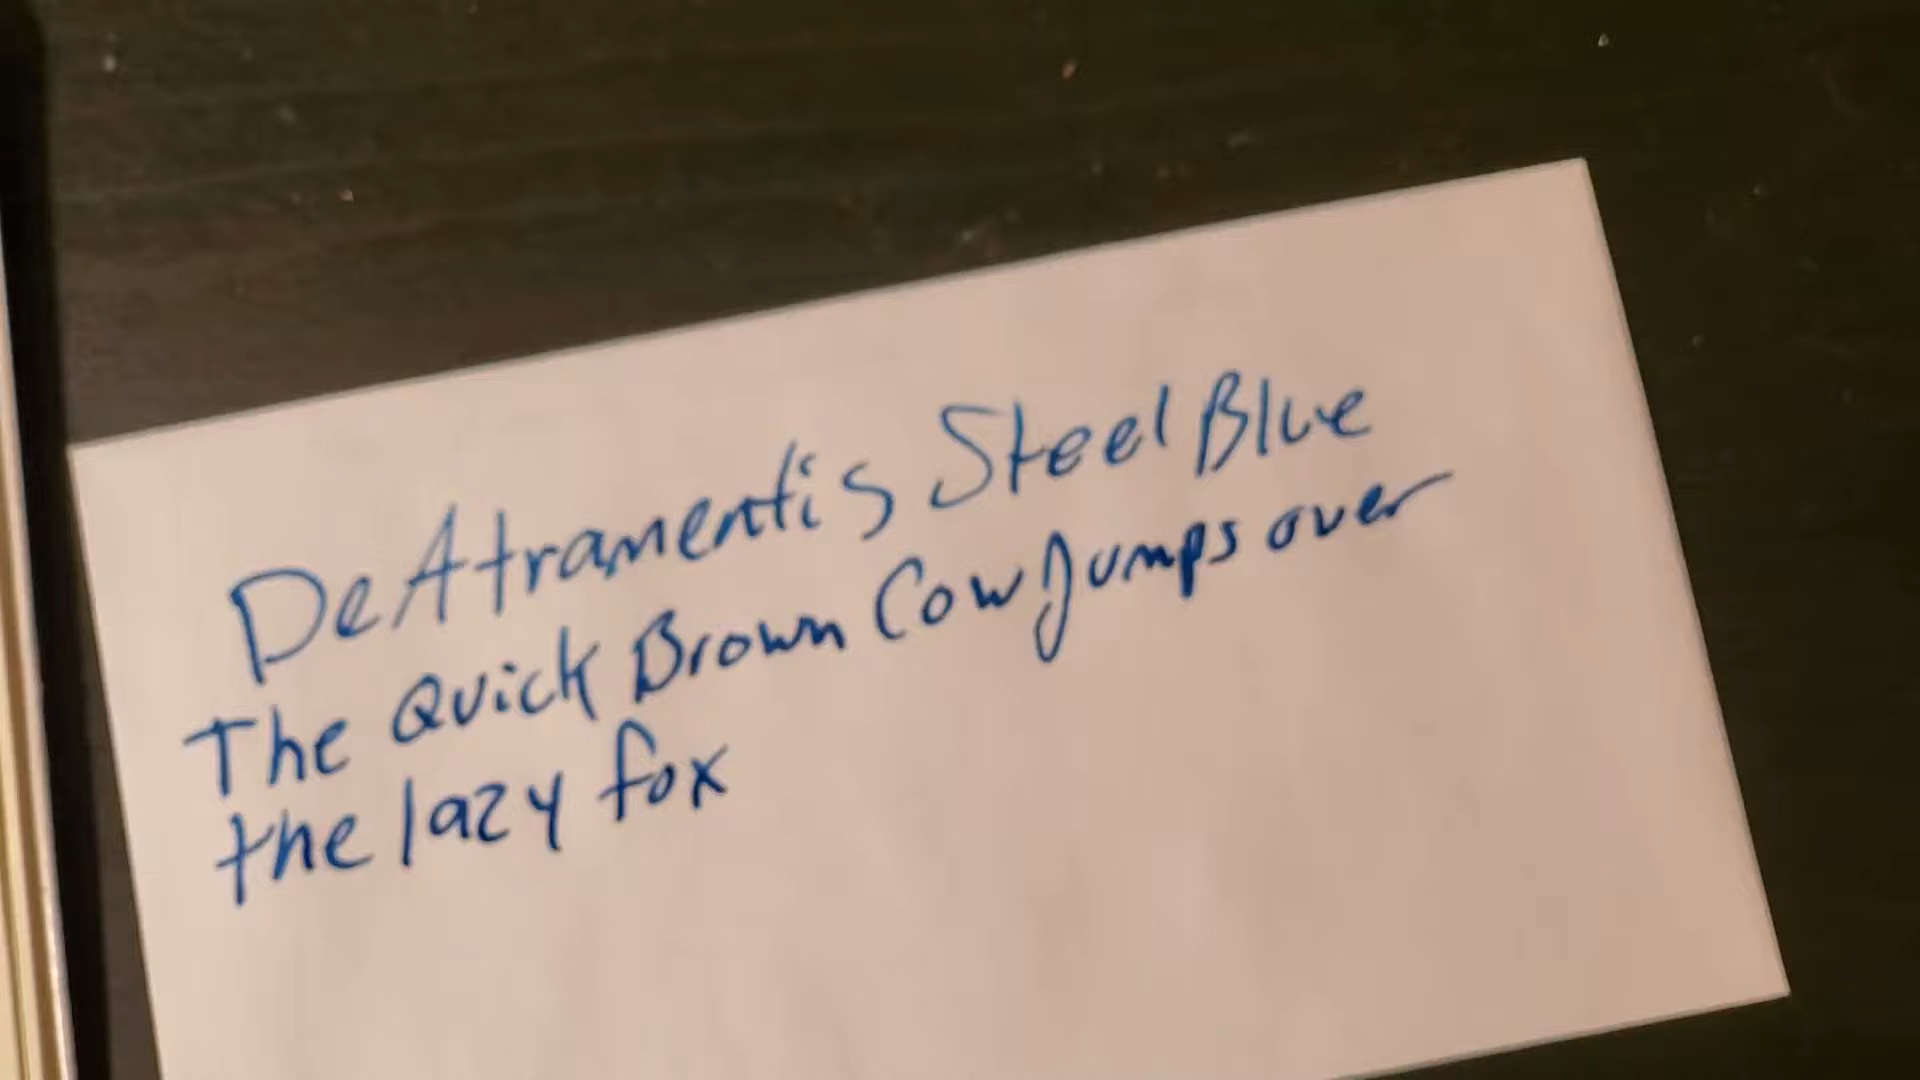 DeAtramentis Steel Blue
The Quick Brown Cow Jumps over
the lazy fox